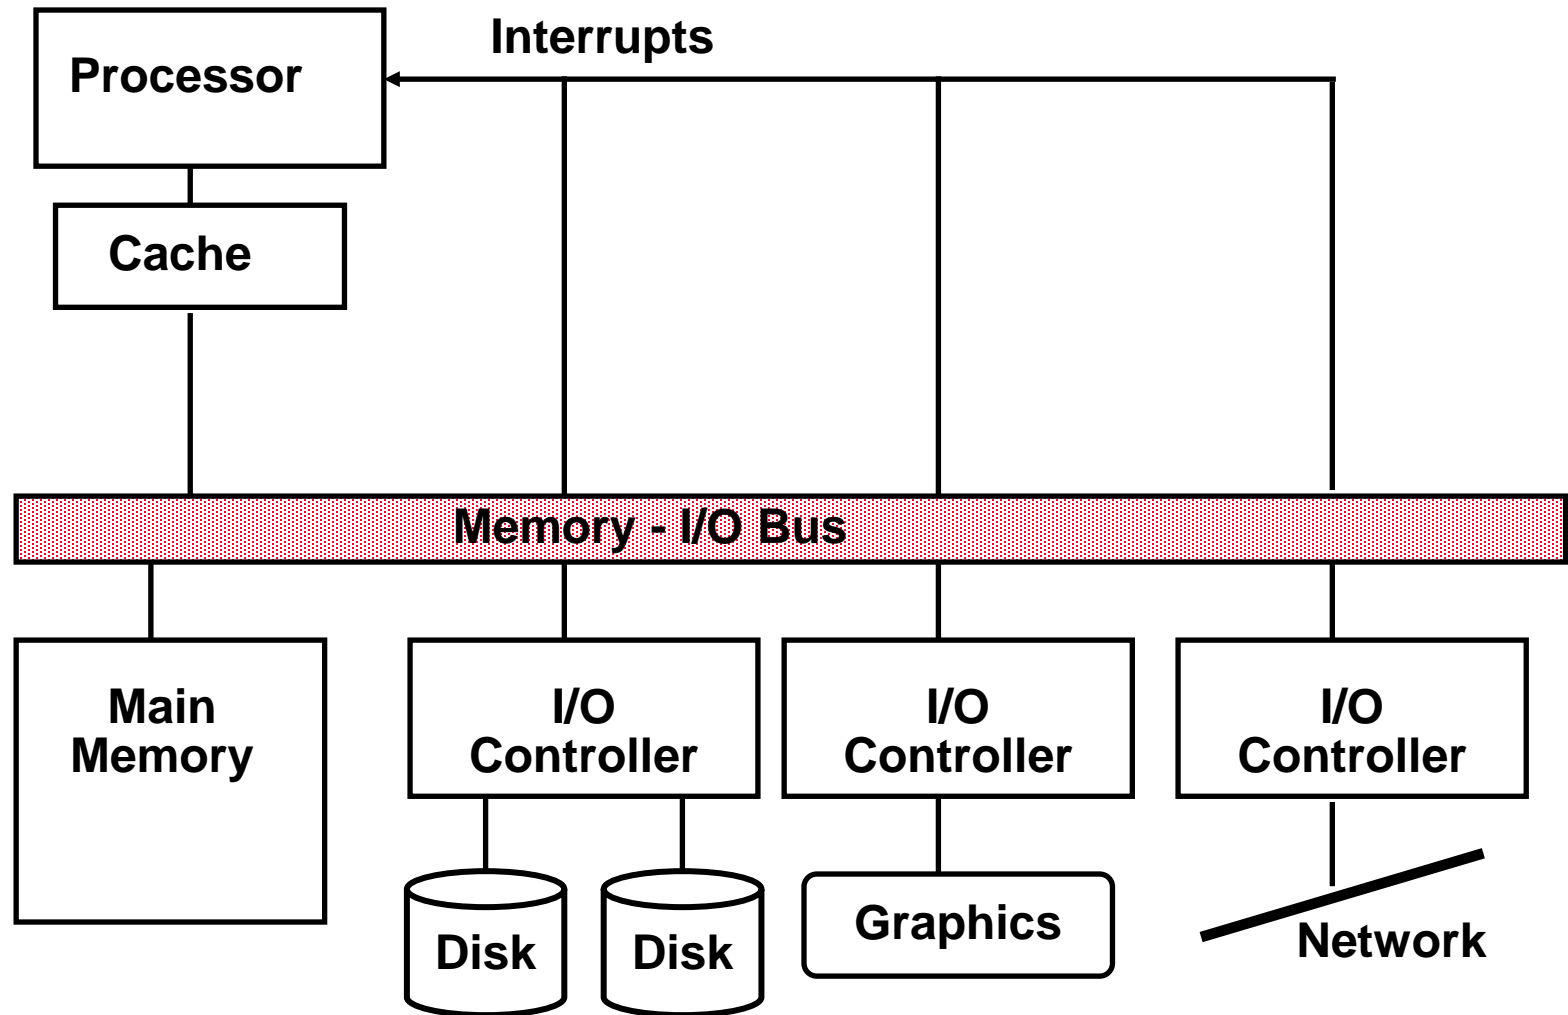 Interrupts
Processor
Cache
Memory - I/O Bus
Main
Memory
I/O
Controller
I/O
Controller
I/O
Controller
Disk
Disk
Graphics
Network